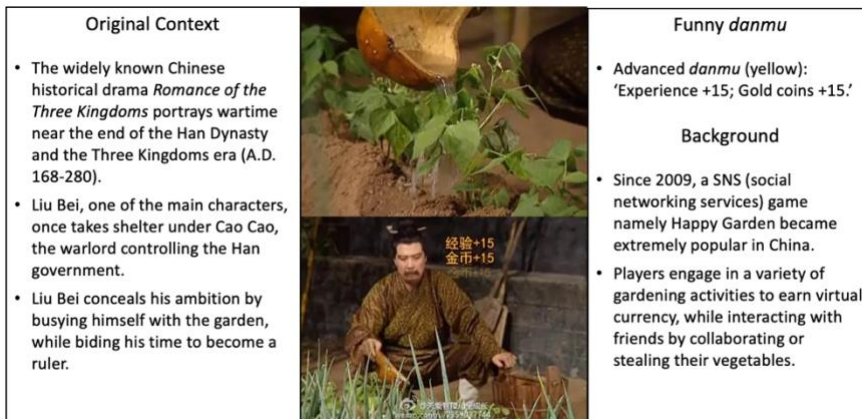 Original Context
• The widely known Chinese
historical drama Romance of the
Three Kingdoms portrays wartime
near the end of the Han Dynasty
and the Three Kingdoms era (A.D.
168-280).
• Liu Bei, one of the main characters,
once takes shelter under Cao Cao,
the warlord controlling the Han
government.
• Liu Bei conceals his ambition by
busying himself with the garden,
while biding his time to become a
ruler.
经验+15
金币+15
金币+15
Funny danmu
• Advanced danmu (yellow):
‘Experience +15; Gold coins +15.’
Background
• Since 2009, a SNS (social
networking services) game
namely Happy Garden became
extremely popular in China.
• Players engage in a variety of
gardening activities to earn virtual
currency, while interacting with
friends by collaborating or
stealing their vegetables.